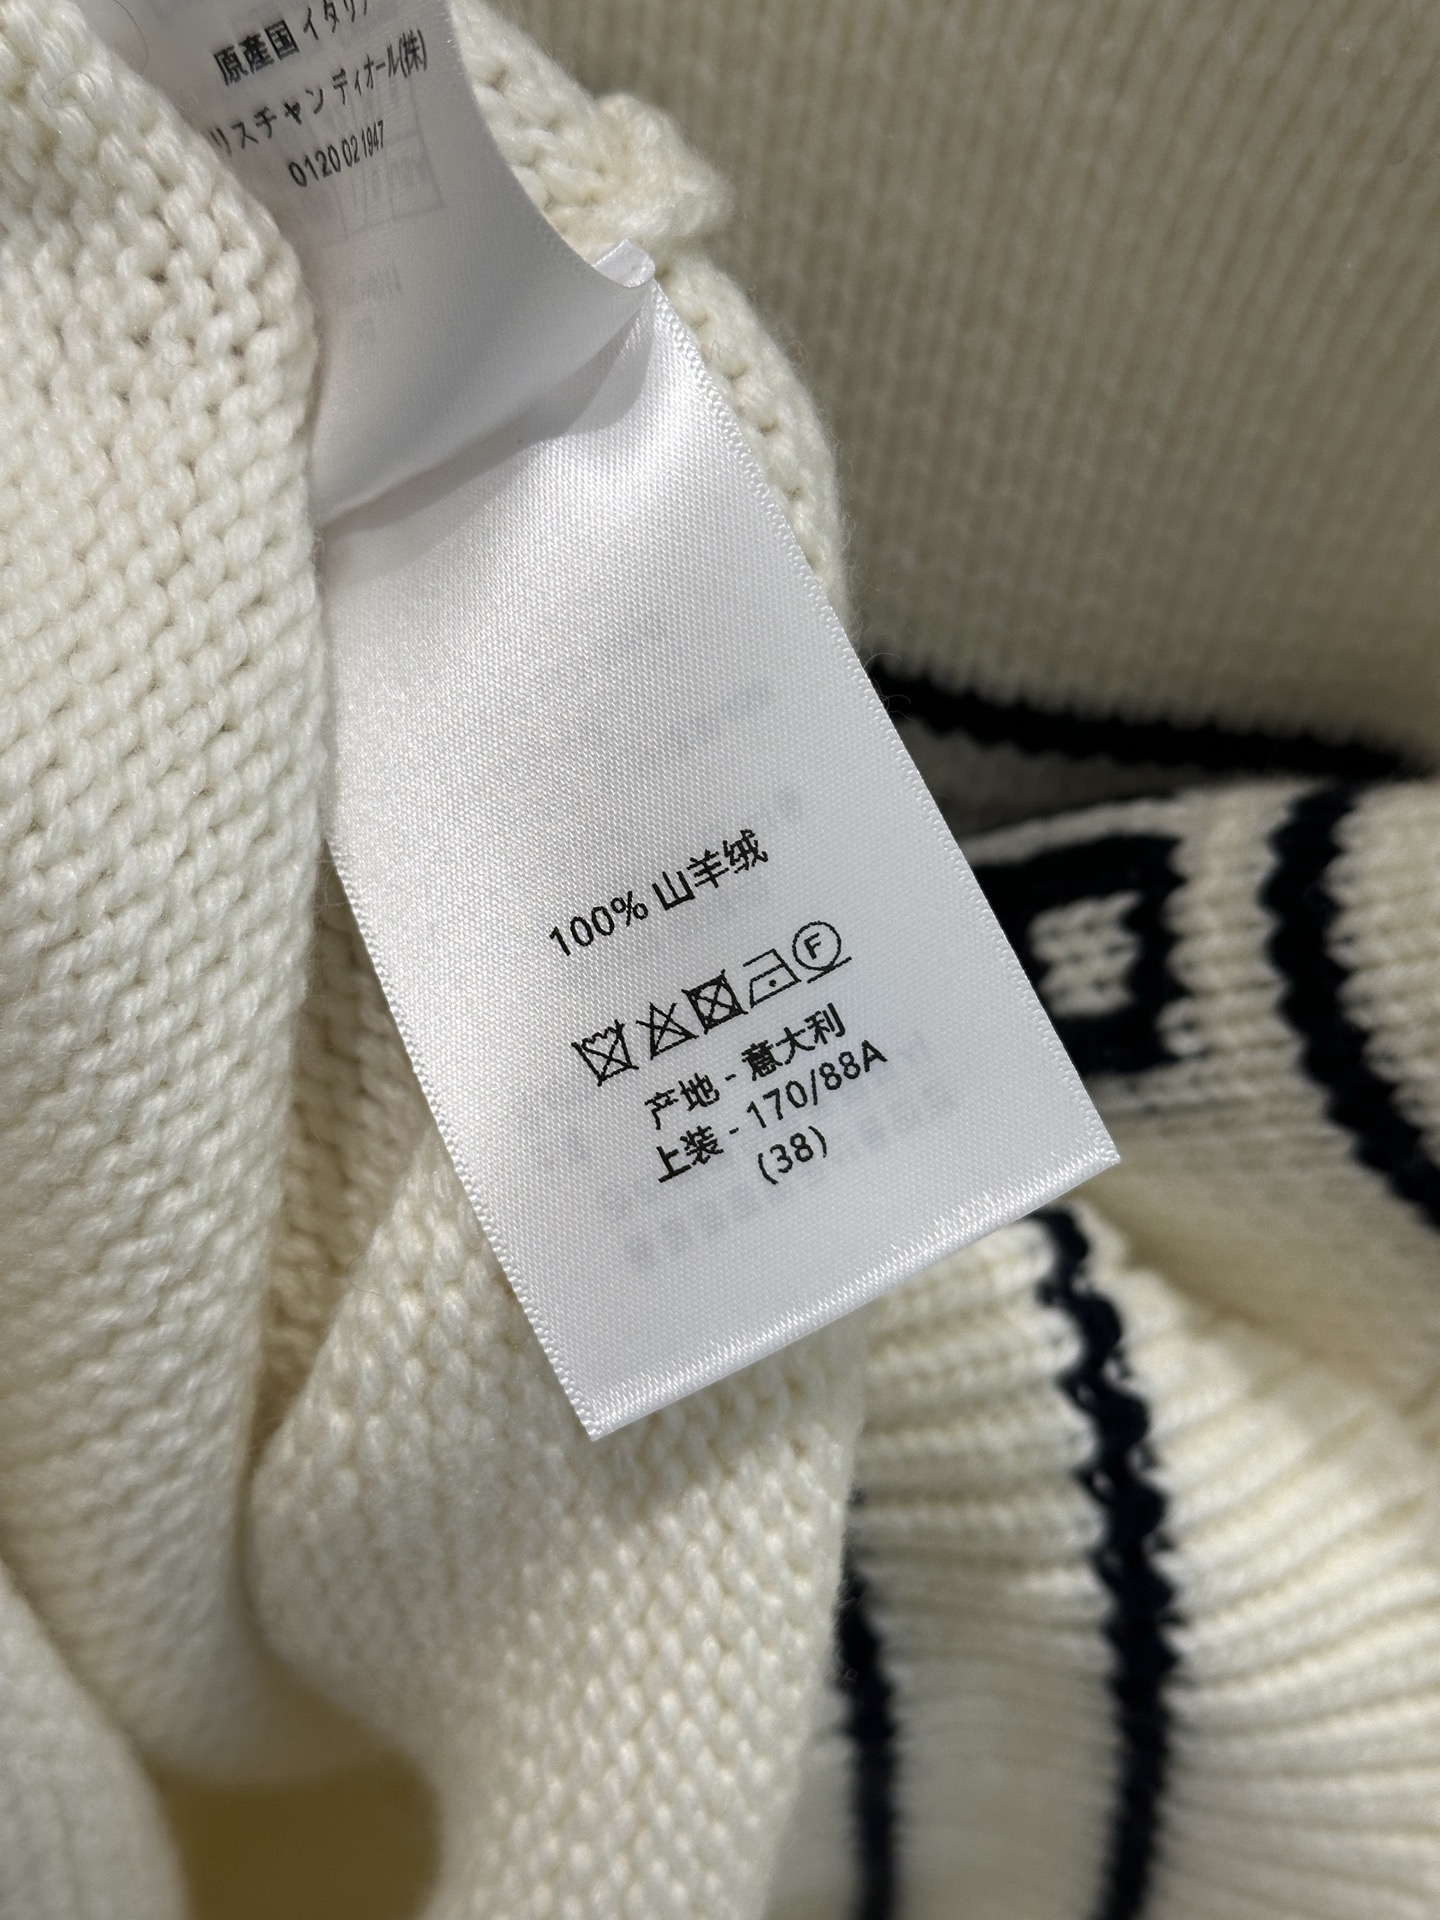 原産国 イタリア
リスチャン ディオール(株)
0120 02 1947
100% 山羊绒
F
产地 - 意大利
上装 - 170/88A
(38)